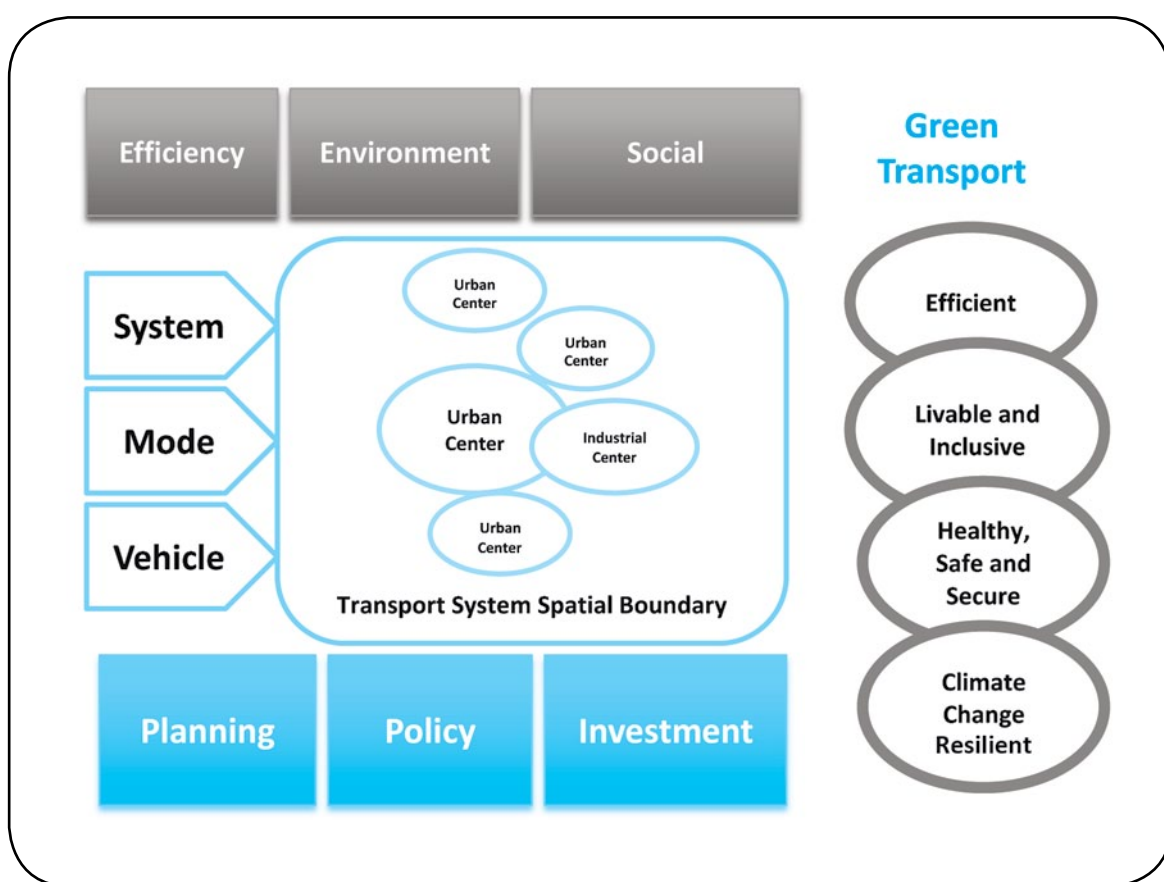 Efficiency
Environment
Social
Green
Transport
System
Mode
Vehicle
Urban
Center
Urban
Center
Urban
Center
Industrial
Center
Urban
Center
Transport System Spatial Boundary
Planning
Policy
Investment
Efficient
Livable and
Inclusive
Healthy,
Safe and
Secure
Climate
Change
Resilient